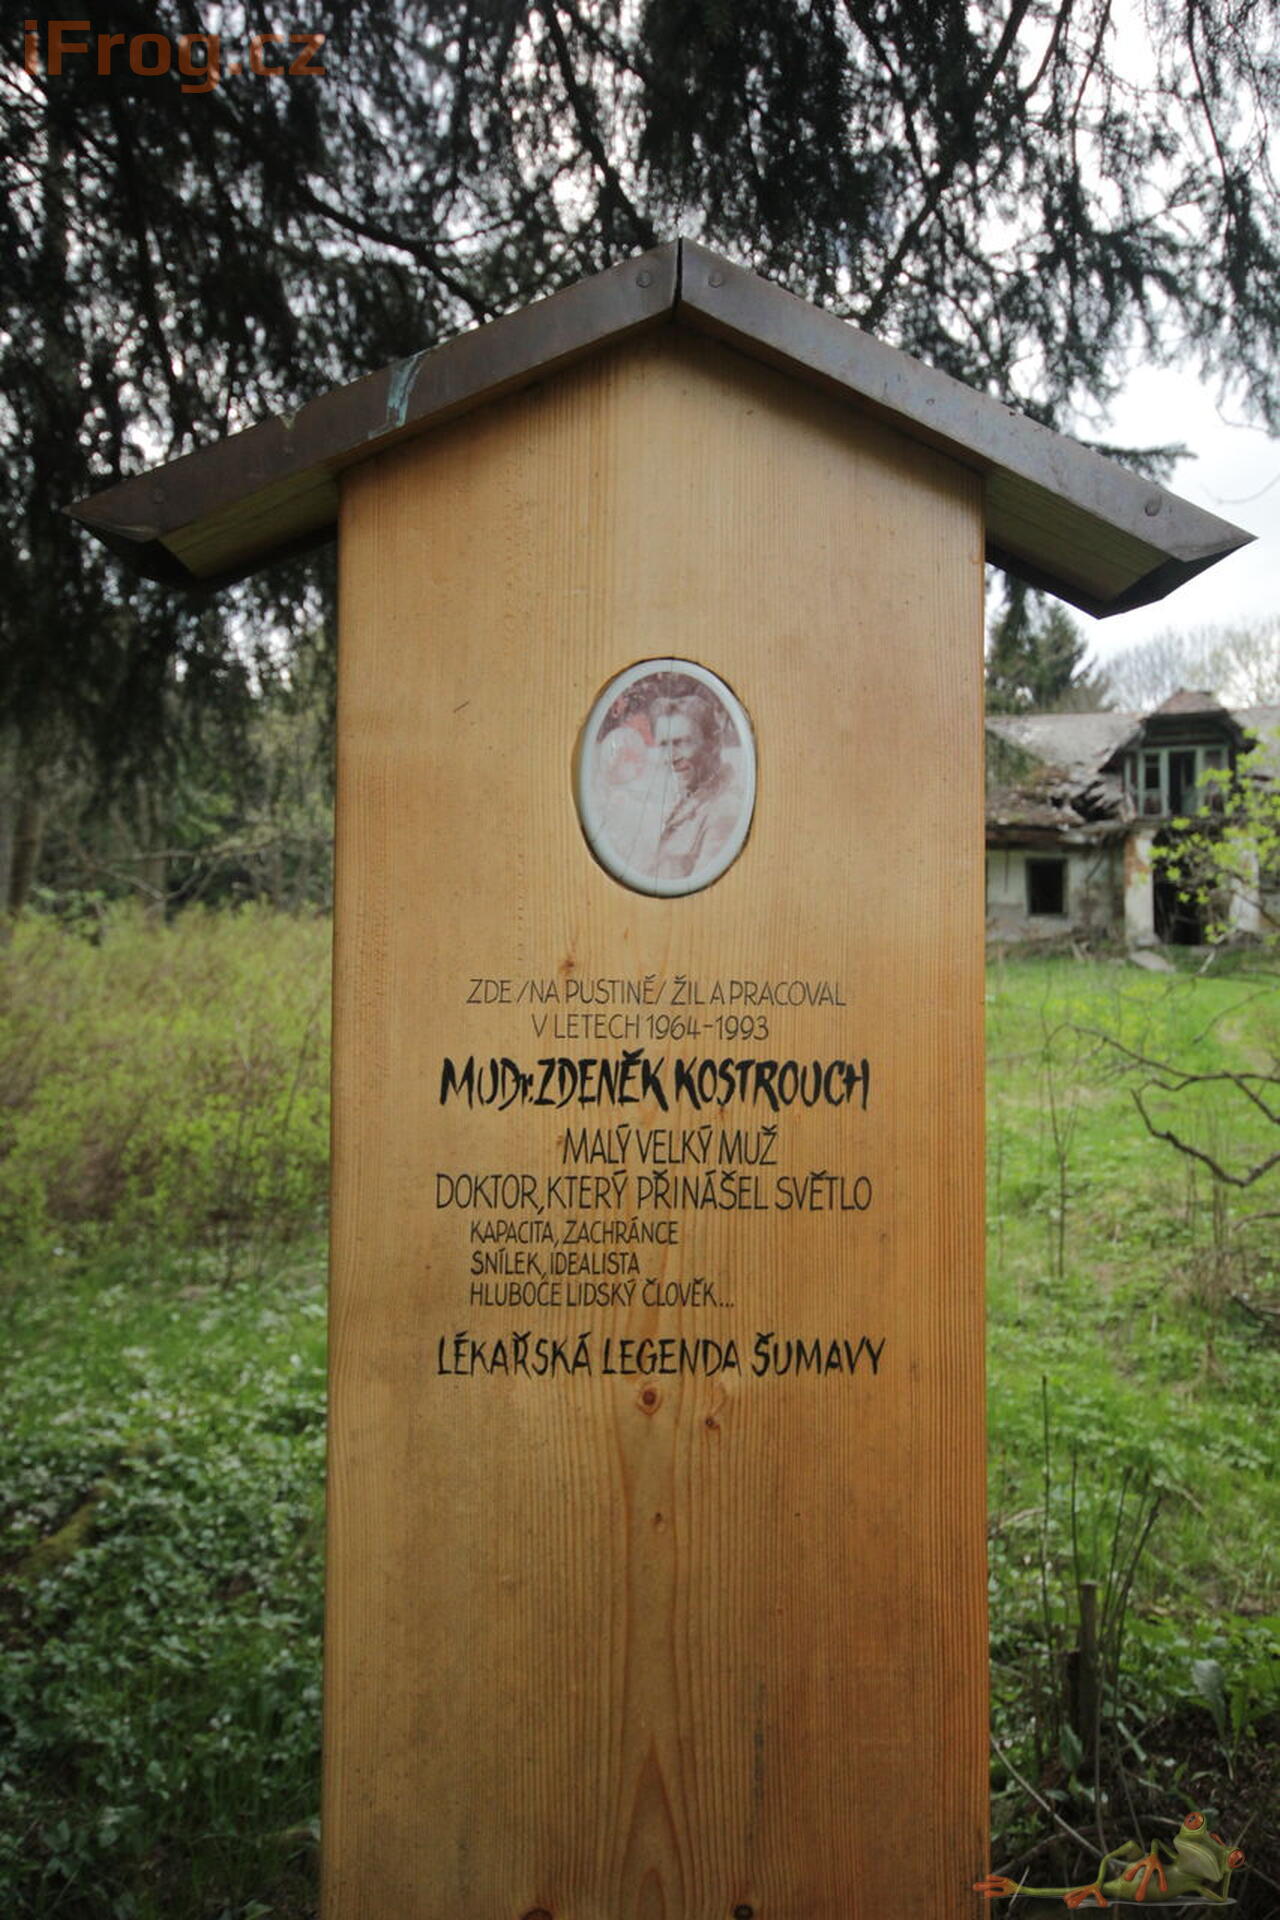 iFrog.cz
ZDE /NA PUSTINĚ/ ŽIL A PRACOVAL
V LETECH 1964-1993
MUDr. ZDENĚK KOSTROUCH
MALÝ VELKÝ MUŽ
DOKTOR, KTERÝ PŘINÁŠEL SVĚTLO
KAPACITA, ZACHRÁNCE
SNÍLEK, IDEALISTA
HLUBOCE LIDSKÝ ČLOVĚK...
LÉKAŘSKÁ LEGENDA ŠUMAVY